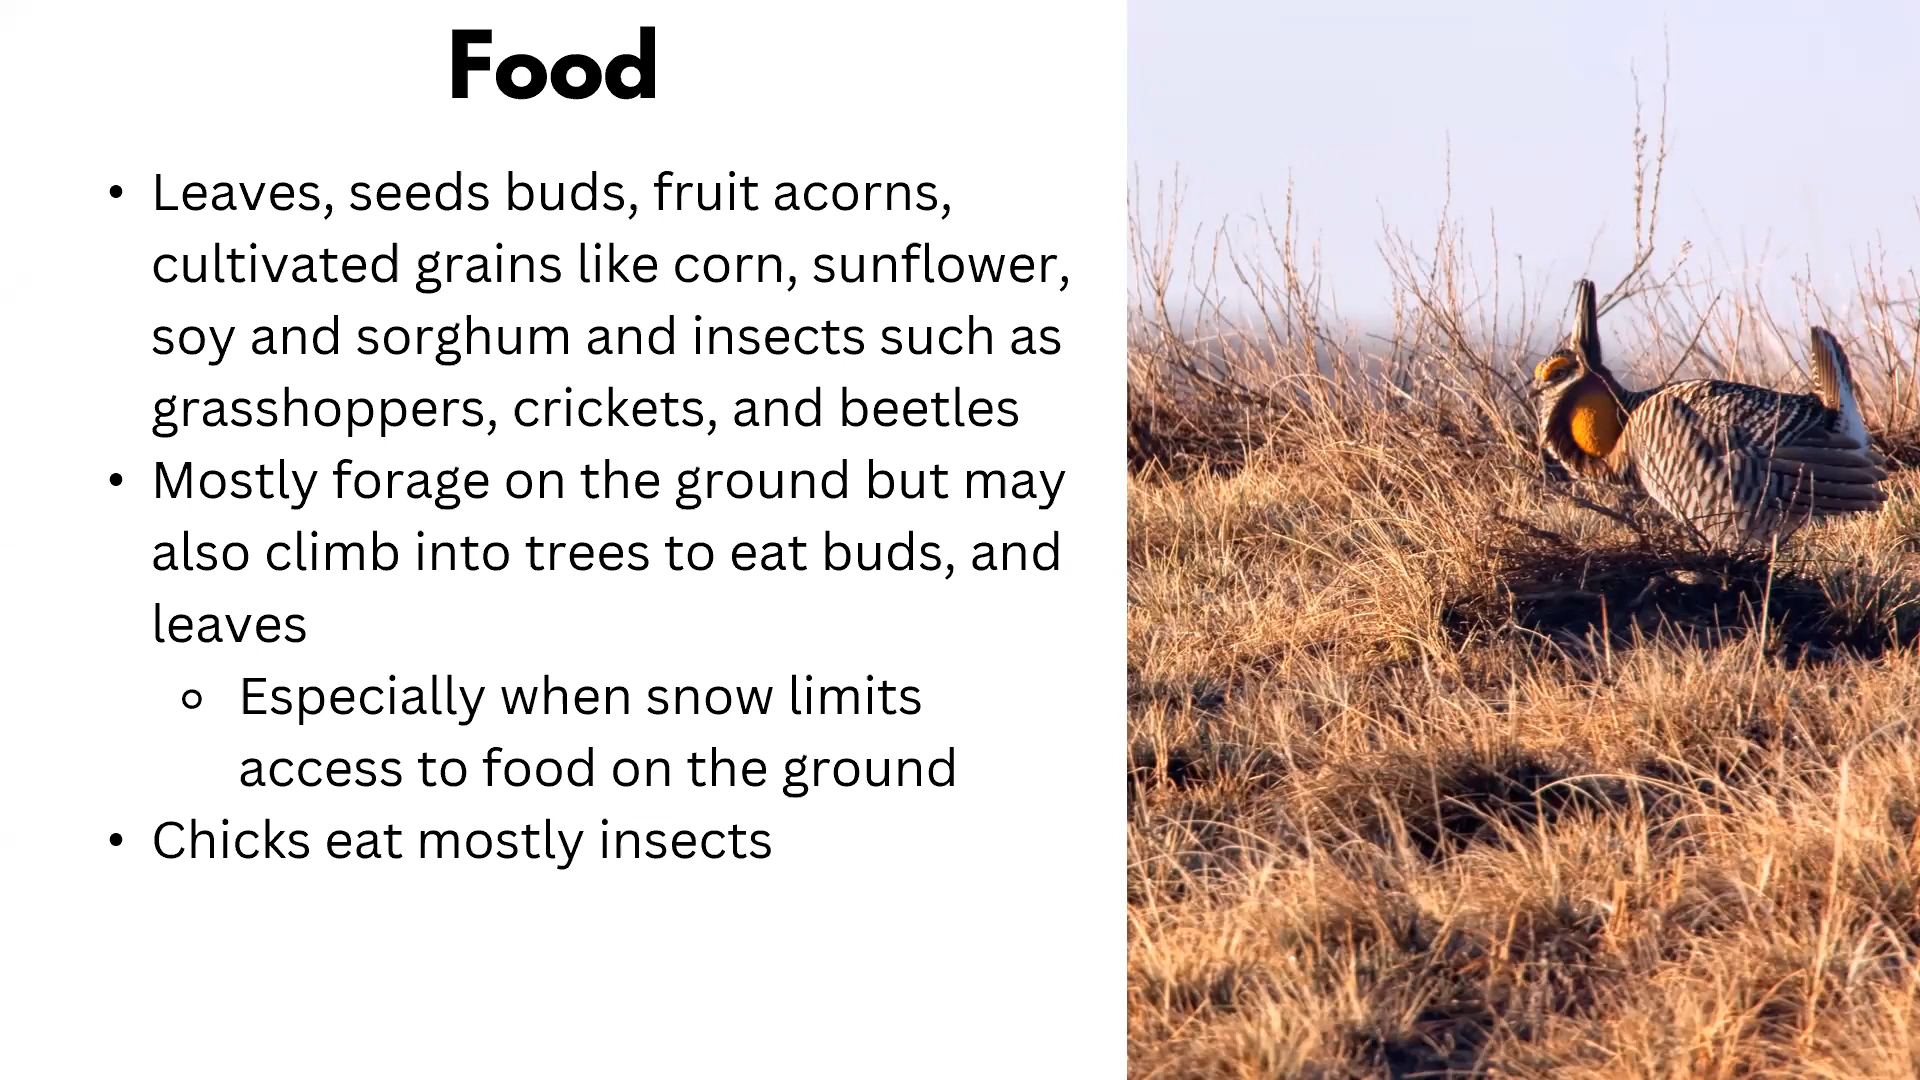 Food
• Leaves, seeds buds, fruit acorns,
cultivated grains like corn, sunflower,
soy and sorghum and insects such as
grasshoppers, crickets, and beetles
• Mostly forage on the ground but may
also climb into trees to eat buds, and
leaves
◦ Especially when snow limits
access to food on the ground
• Chicks eat mostly insects